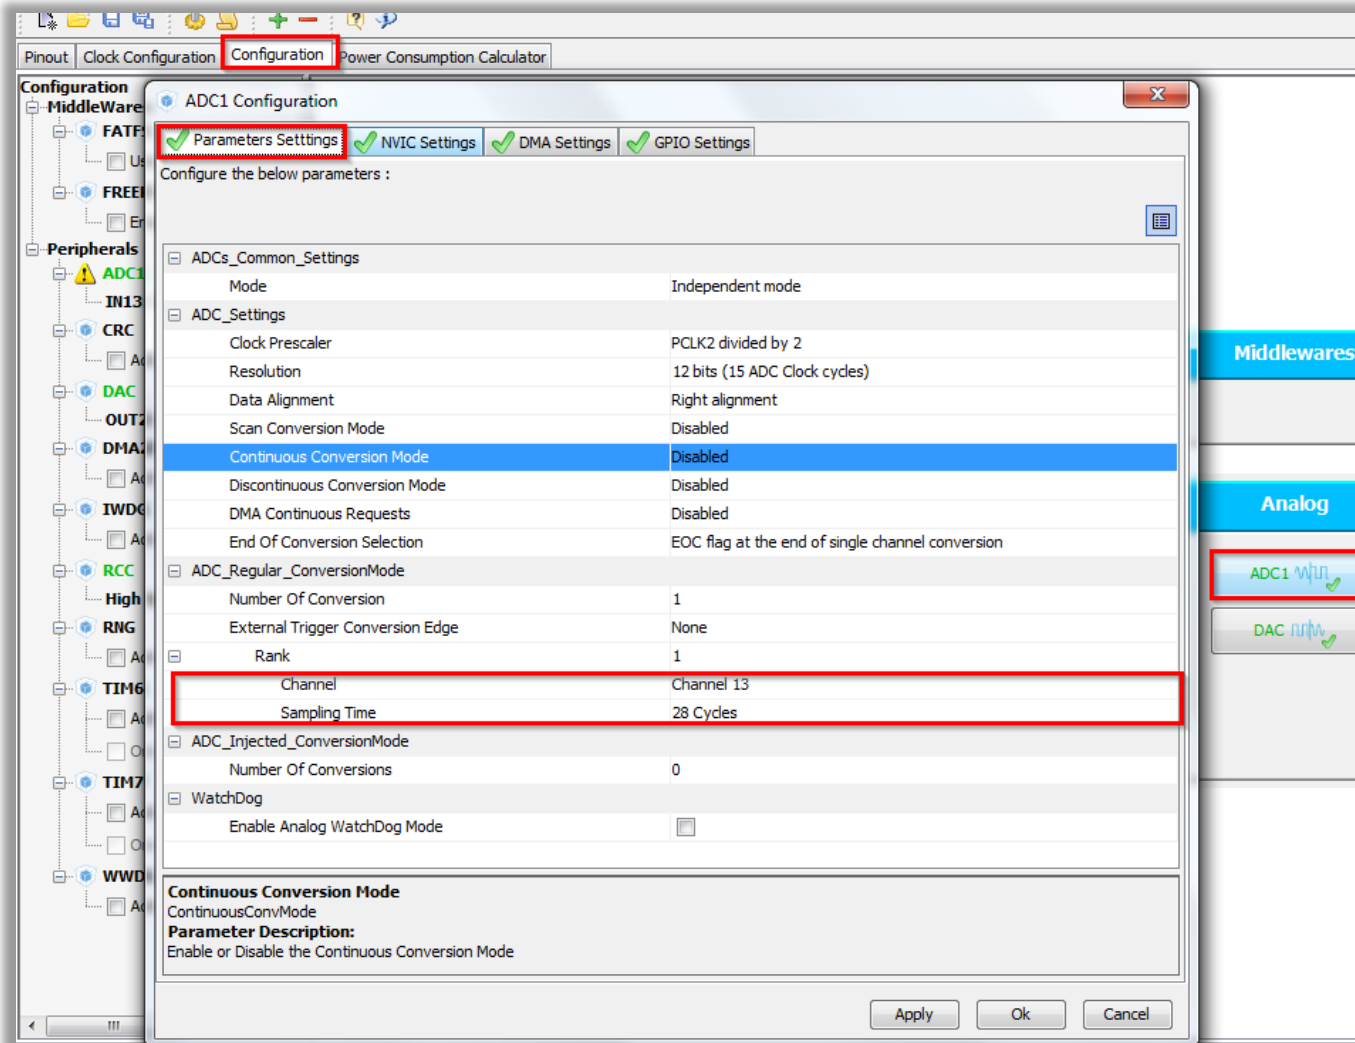 Pinout Clock Configuration Configuration Power Consumption Calculator
Configuration
MiddleWare
FATF
Us
FREE
En
Peripherals
ADC1
IN13
CRC
DAC
OUT2
DMA2
IWDG
RCC
High
RNG
TIM6
TIM7
WWD
ADC1 Configuration
Parameters Setttings NVIC Settings DMA Settings GPIO Settings
Configure the below parameters :
ADCs_Common_Settings
Mode Independent mode
ADC_Settings
Clock Prescaler PCLK2 divided by 2
Resolution 12 bits (15 ADC Clock cycles)
Data Alignment Right alignment
Scan Conversion Mode Disabled
Continuous Conversion Mode Disabled
Discontinuous Conversion Mode Disabled
DMA Continuous Requests Disabled
End Of Conversion Selection EOC flag at the end of single channel conversion
ADC_Regular_ConversionMode
Number Of Conversion 1
External Trigger Conversion Edge None
Rank 1
Channel Channel 13
Sampling Time 28 Cycles
ADC_Injected_ConversionMode
Number Of Conversions 0
WatchDog
Enable Analog WatchDog Mode
Continuous Conversion Mode
ContinuousConvMode
Parameter Description:
Enable or Disable the Continuous Conversion Mode
Apply Ok Cancel
Middlewares
Analog
ADC1
DAC